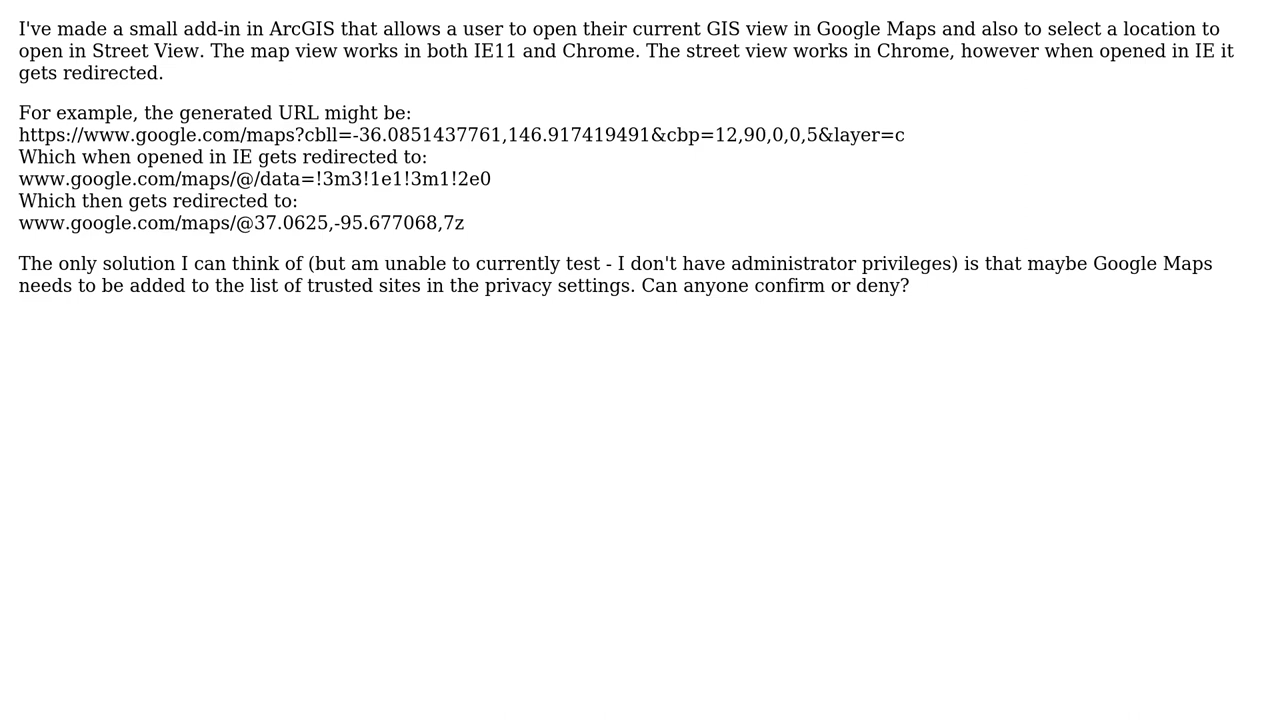 I've made a small add-in in ArcGIS that allows a user to open their current GIS view in Google Maps and also to select a location to
open in Street View. The map view works in both IE11 and Chrome. The street view works in Chrome, however when opened in IE it
gets redirected.
For example, the generated URL might be:
https://www.google.com/maps?cbll=-36.0851437761,146.917419491&cbp=12,90,0,0,5&layer=c
Which when opened in IE gets redirected to:
www.google.com/maps/@/data=!3m3!1e1!3m1!2e0
Which then gets redirected to:
www.google.com/maps/@37.0625,-95.677068,7z
The only solution I can think of (but am unable to currently test - I don't have administrator privileges) is that maybe Google Maps
needs to be added to the list of trusted sites in the privacy settings. Can anyone confirm or deny?